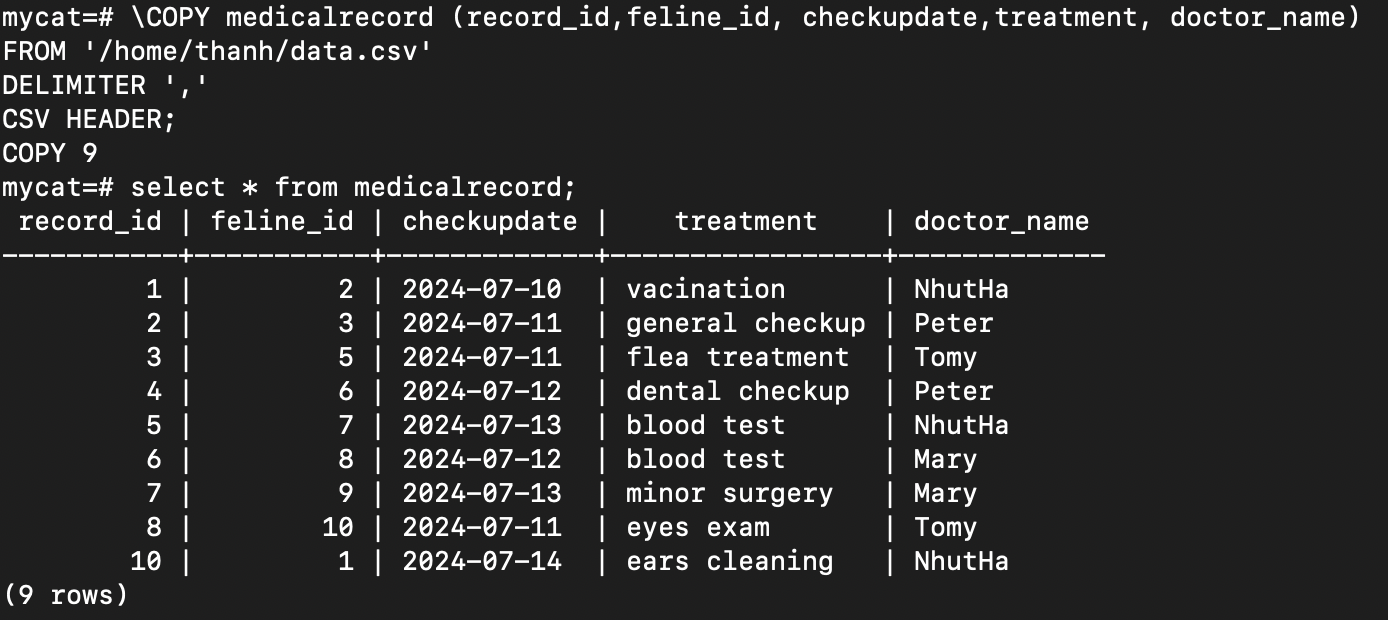 mycat=# \COPY medicalrecord (record_id,feline_id, checkupdate,treatment, doctor_name)
FROM '/home/thanh/data.csv'
DELIMITER ','
CSV HEADER;
COPY 9
mycat=# select * from medicalrecord;
 record_id | feline_id | checkupdate |    treatment    | doctor_name
-----------+-----------+-------------+-----------------+-------------
         1 |         2 | 2024-07-10  | vacination      | NhutHa
         2 |         3 | 2024-07-11  | general checkup | Peter
         3 |         5 | 2024-07-11  | flea treatment  | Tomy
         4 |         6 | 2024-07-12  | dental checkup  | Peter
         5 |         7 | 2024-07-13  | blood test      | NhutHa
         6 |         8 | 2024-07-12  | blood test      | Mary
         7 |         9 | 2024-07-13  | minor surgery   | Mary
         8 |        10 | 2024-07-11  | eyes exam       | Tomy
        10 |         1 | 2024-07-14  | ears cleaning   | NhutHa
(9 rows)